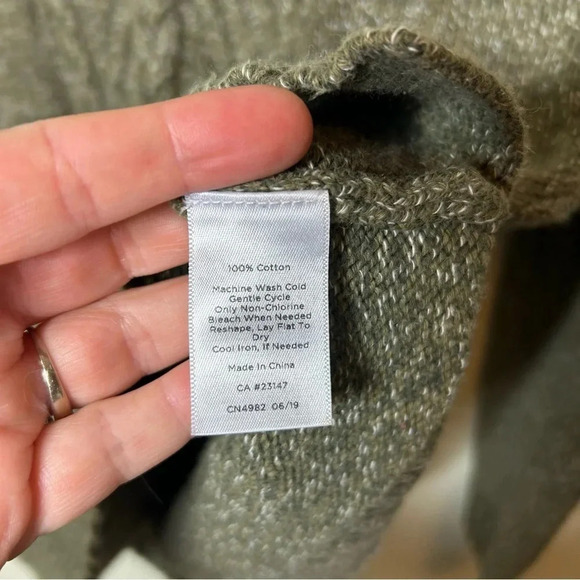 100% Cotton
Machine Wash Cold
Gentle Cycle
Only Non-Chlorine
Bleach When Needed
Reshape, Lay Flat To
Dry
Cool Iron, If Needed
Made In China
CA #23147
CN4982 06/19